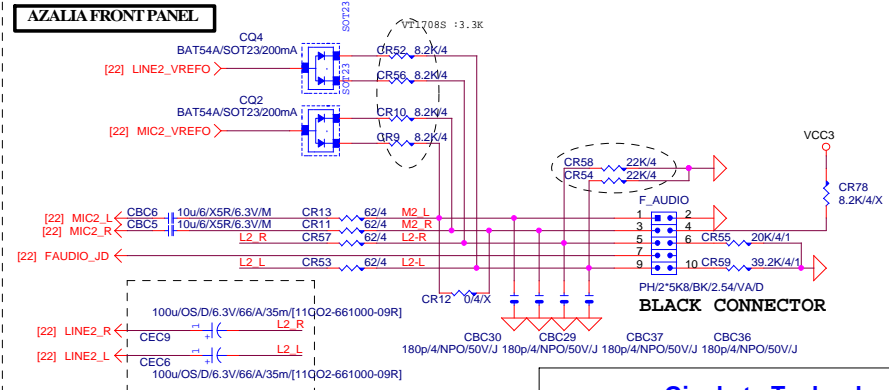 AZALIA FRONT PANEL
SOT23
VT1708S :3.3K
CQ4
BAT54A/SOT23/200mA
CR52 8.2K/4
[22] LINE2_VREFO
CR56 8.2K/4
SOT23
CQ2
BAT54A/SOT23/200mA
CR10 8.2K/4
[22] MIC2_VREFO
CR9 8.2K/4
VCC3
CR58 22K/4
CR54 22K/4
CR78
8.2K/4/X
F_AUDIO
[22] MIC2_L CBC6 10u/6/X5R/6.3V/M CR13 62/4 M2_L 1 2
[22] MIC2_R CBC5 10u/6/X5R/6.3V/M CR11 62/4 M2_R 3 4
L2_R CR57 62/4 L2-R 5 6 CR55 20K/4/1
[22] FAUDIO_JD 7
L2_L CR53 62/4 L2-L 9 10 CR59 39.2K/4/1
PH/2*5K8/BK/2.54/VA/D
BLACK CONNECTOR
CR12 0/4/X
100u/OS/D/6.3V/66/A/35m/[11CO2-661000-09R]
[22] LINE2_R 1 + L2_R
CEC9
[22] LINE2_L 1 + L2_L
CEC6
100u/OS/D/6.3V/66/A/35m/[11CO2-661000-09R]
CBC30 CBC29 CBC37 CBC36
180p/4/NPO/50V/J 180p/4/NPO/50V/J 180p/4/NPO/50V/J 180p/4/NPO/50V/J